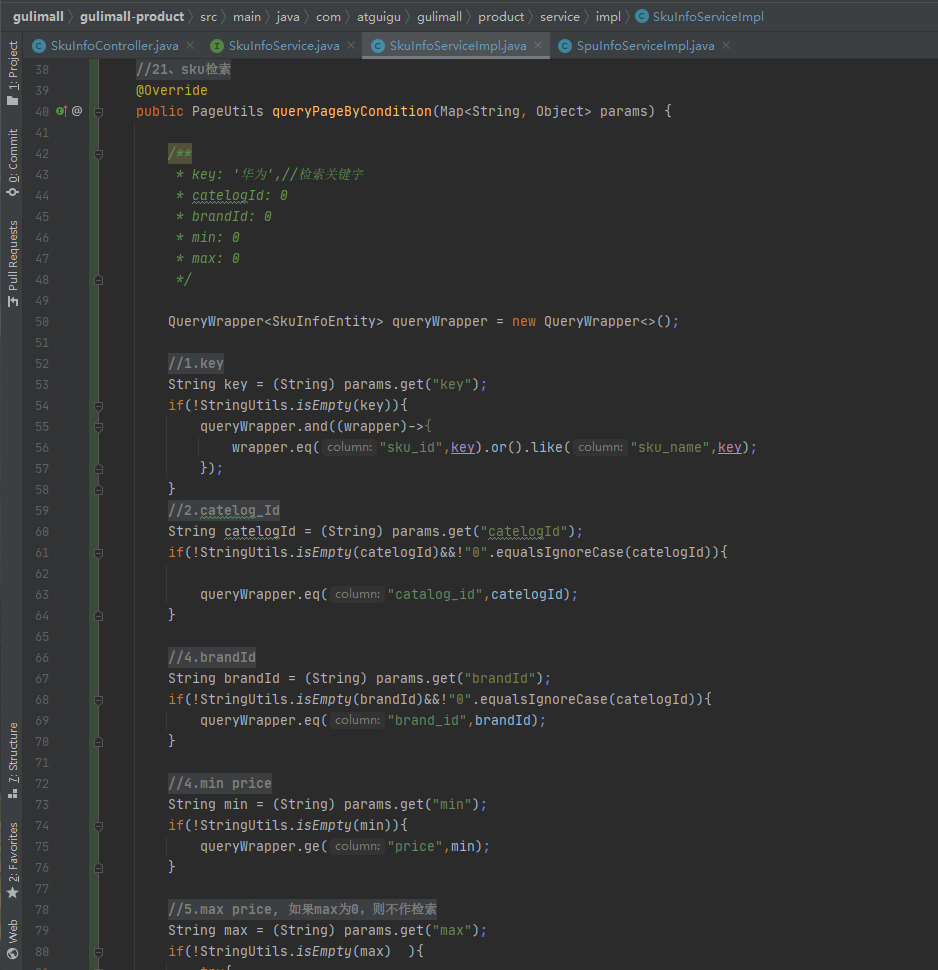 gulimall gulimall-product src main java com atguigu gulimall product service impl SkuInfoServiceImpl
SkuInfoController.java SkuInfoService.java SkuInfoServiceImpl.java SpuInfoServiceImpl.java
1: Project
0: Commit
Pull Requests
7: Structure
2: Favorites
Web
38 //21、sku检索
39 @Override
40 public PageUtils queryPageByCondition(Map<String, Object> params) {
41
42 /**
43 * key: '华为',//检索关键字
44 * catelogId: 0
45 * brandId: 0
46 * min: 0
47 * max: 0
48 */
49
50 QueryWrapper<SkuInfoEntity> queryWrapper = new QueryWrapper<>();
51
52 //1.key
53 String key = (String) params.get("key");
54 if(!StringUtils.isEmpty(key)){
55 queryWrapper.and((wrapper)->{
56 wrapper.eq( column: "sku_id",key).or().like( column: "sku_name",key);
57 });
58 }
59 //2.catelog_Id
60 String catelogId = (String) params.get("catelogId");
61 if(!StringUtils.isEmpty(catelogId)&&!"0".equalsIgnoreCase(catelogId)){
62
63 queryWrapper.eq( column: "catalog_id",catelogId);
64 }
65
66 //4.brandId
67 String brandId = (String) params.get("brandId");
68 if(!StringUtils.isEmpty(brandId)&&!"0".equalsIgnoreCase(catelogId)){
69 queryWrapper.eq( column: "brand_id",brandId);
70 }
71
72 //4.min price
73 String min = (String) params.get("min");
74 if(!StringUtils.isEmpty(min)){
75 queryWrapper.ge( column: "price",min);
76 }
77
78 //5.max price, 如果max为0，则不作检索
79 String max = (String) params.get("max");
80 if(!StringUtils.isEmpty(max) ){